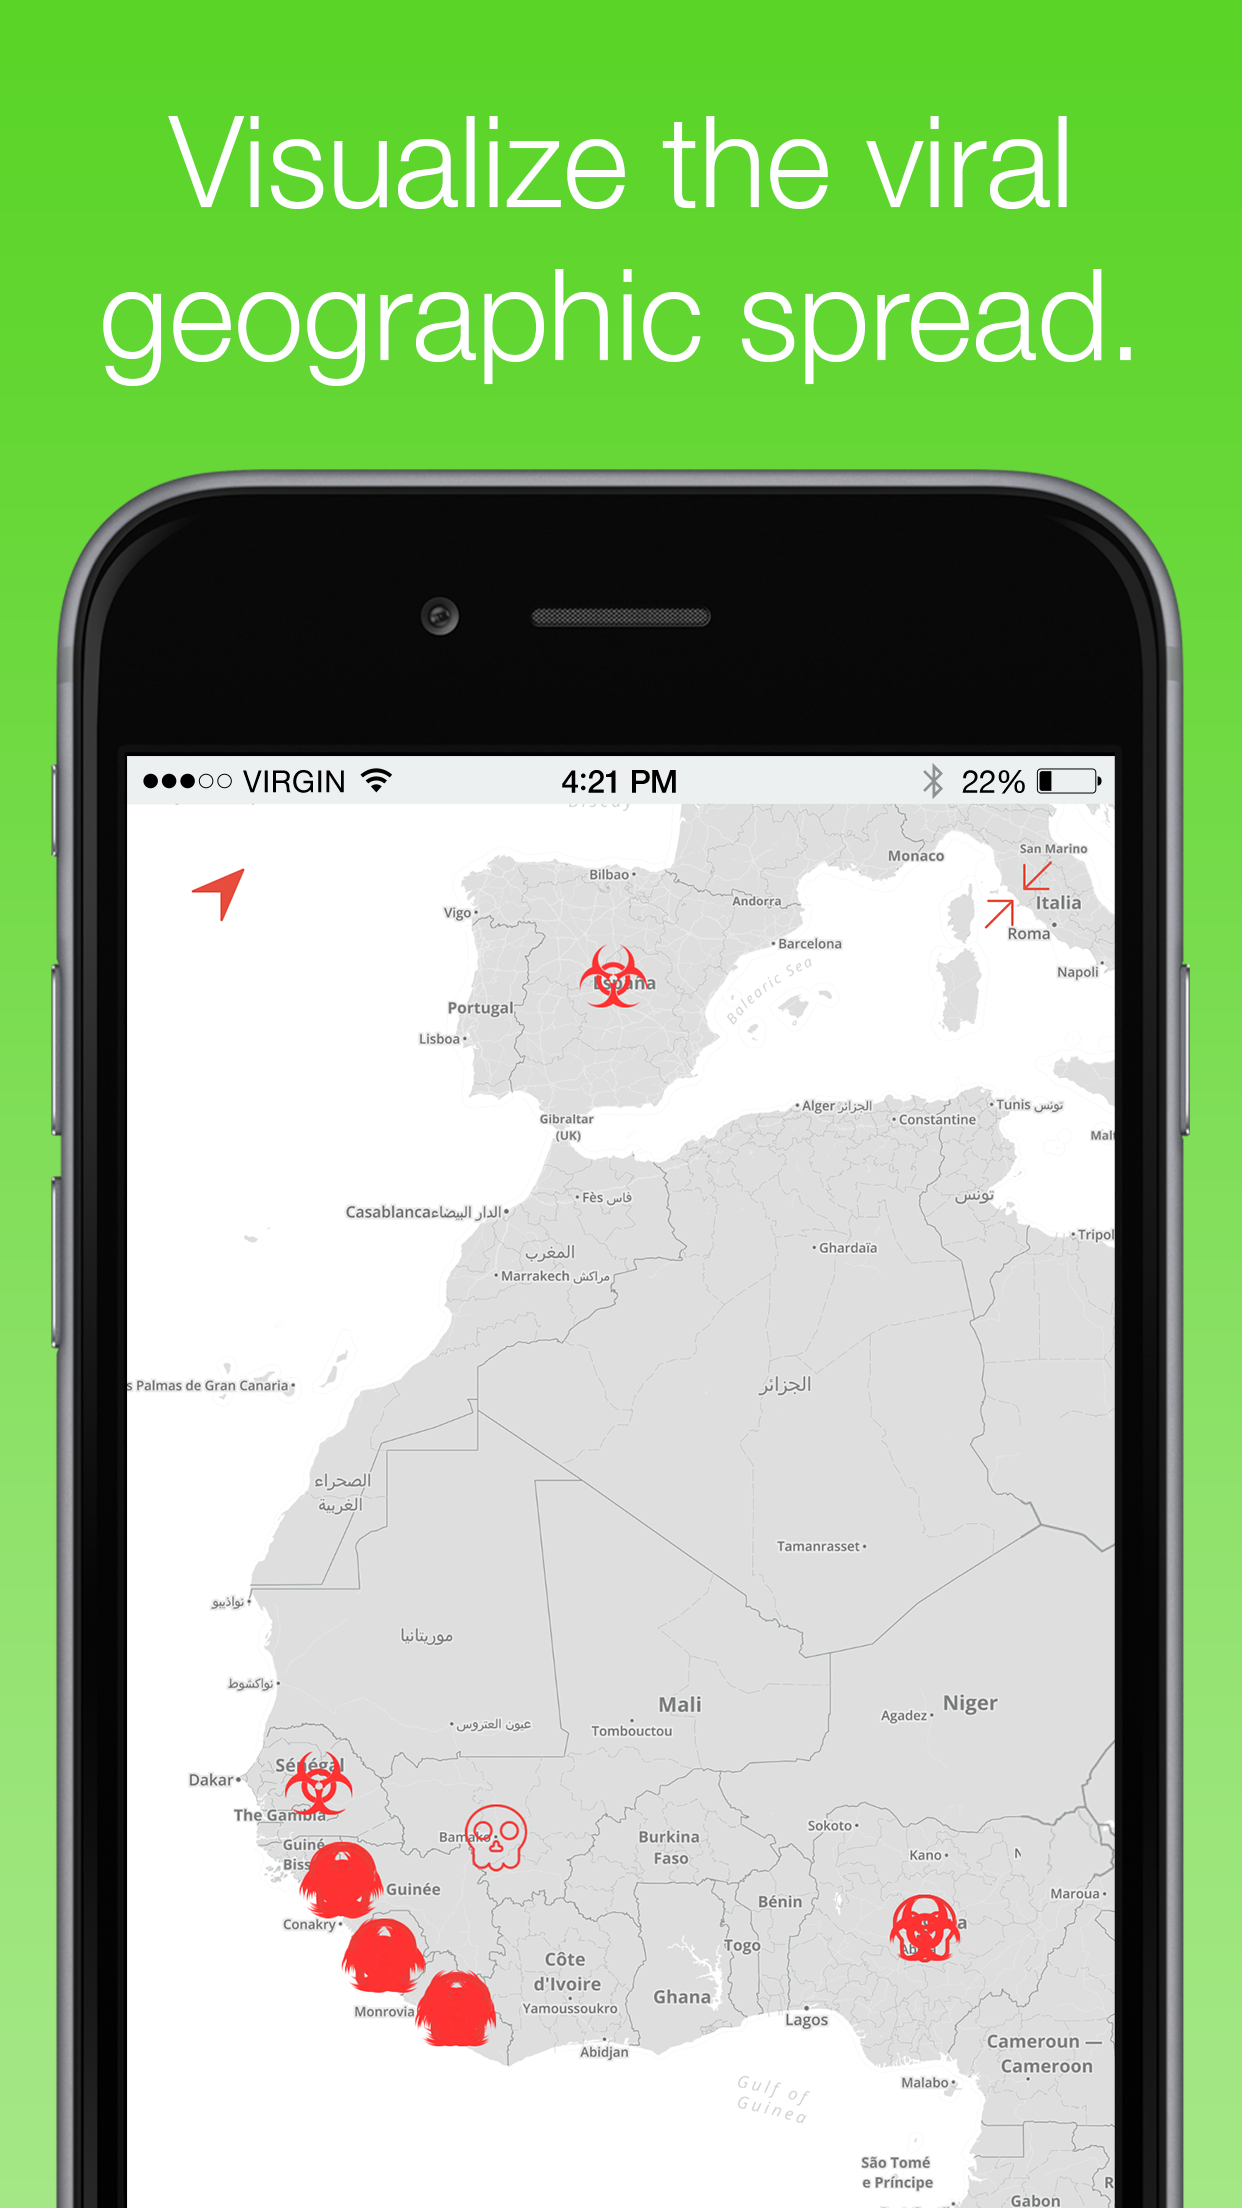 Visualize the viral
geographic spread.
VIRGIN 4:21 PM 22%
Monaco
San Marino
Bilbao
Andorra
Italia
Vigo
Roma
Barcelona
Napoli
España
Balearic Sea
Portugal
Lisboa
Alger الجزائر
Tunis تونس
Constantine
Gibraltar
(UK)
Fès فاس
تونس
Casablanca الدار البيضاء
Tripol
Ghardaïa
المغرب
Marrakech مراكش
s Palmas de Gran Canaria
الجزائر
الصحراء
الغربية
Tamanrasset
نواذيبو
موريتانيا
نواكشوط
Mali
Niger
Agadez
عيون العتروس
Tombouctou
Sénégal
Dakar
The Gambia
Sokoto
Bamako
Burkina
Faso
Guiné
Biss
Kano
N
Guinée
Bénin
Maroua
Conakry
Togo
Côte
d'Ivoire
Ghana
Monrovia
Yamoussoukro
Lagos
Abidjan
Cameroun —
Cameroon
Malabo
Gulf of
Guinea
São Tomé
e Príncipe
Gabon
R